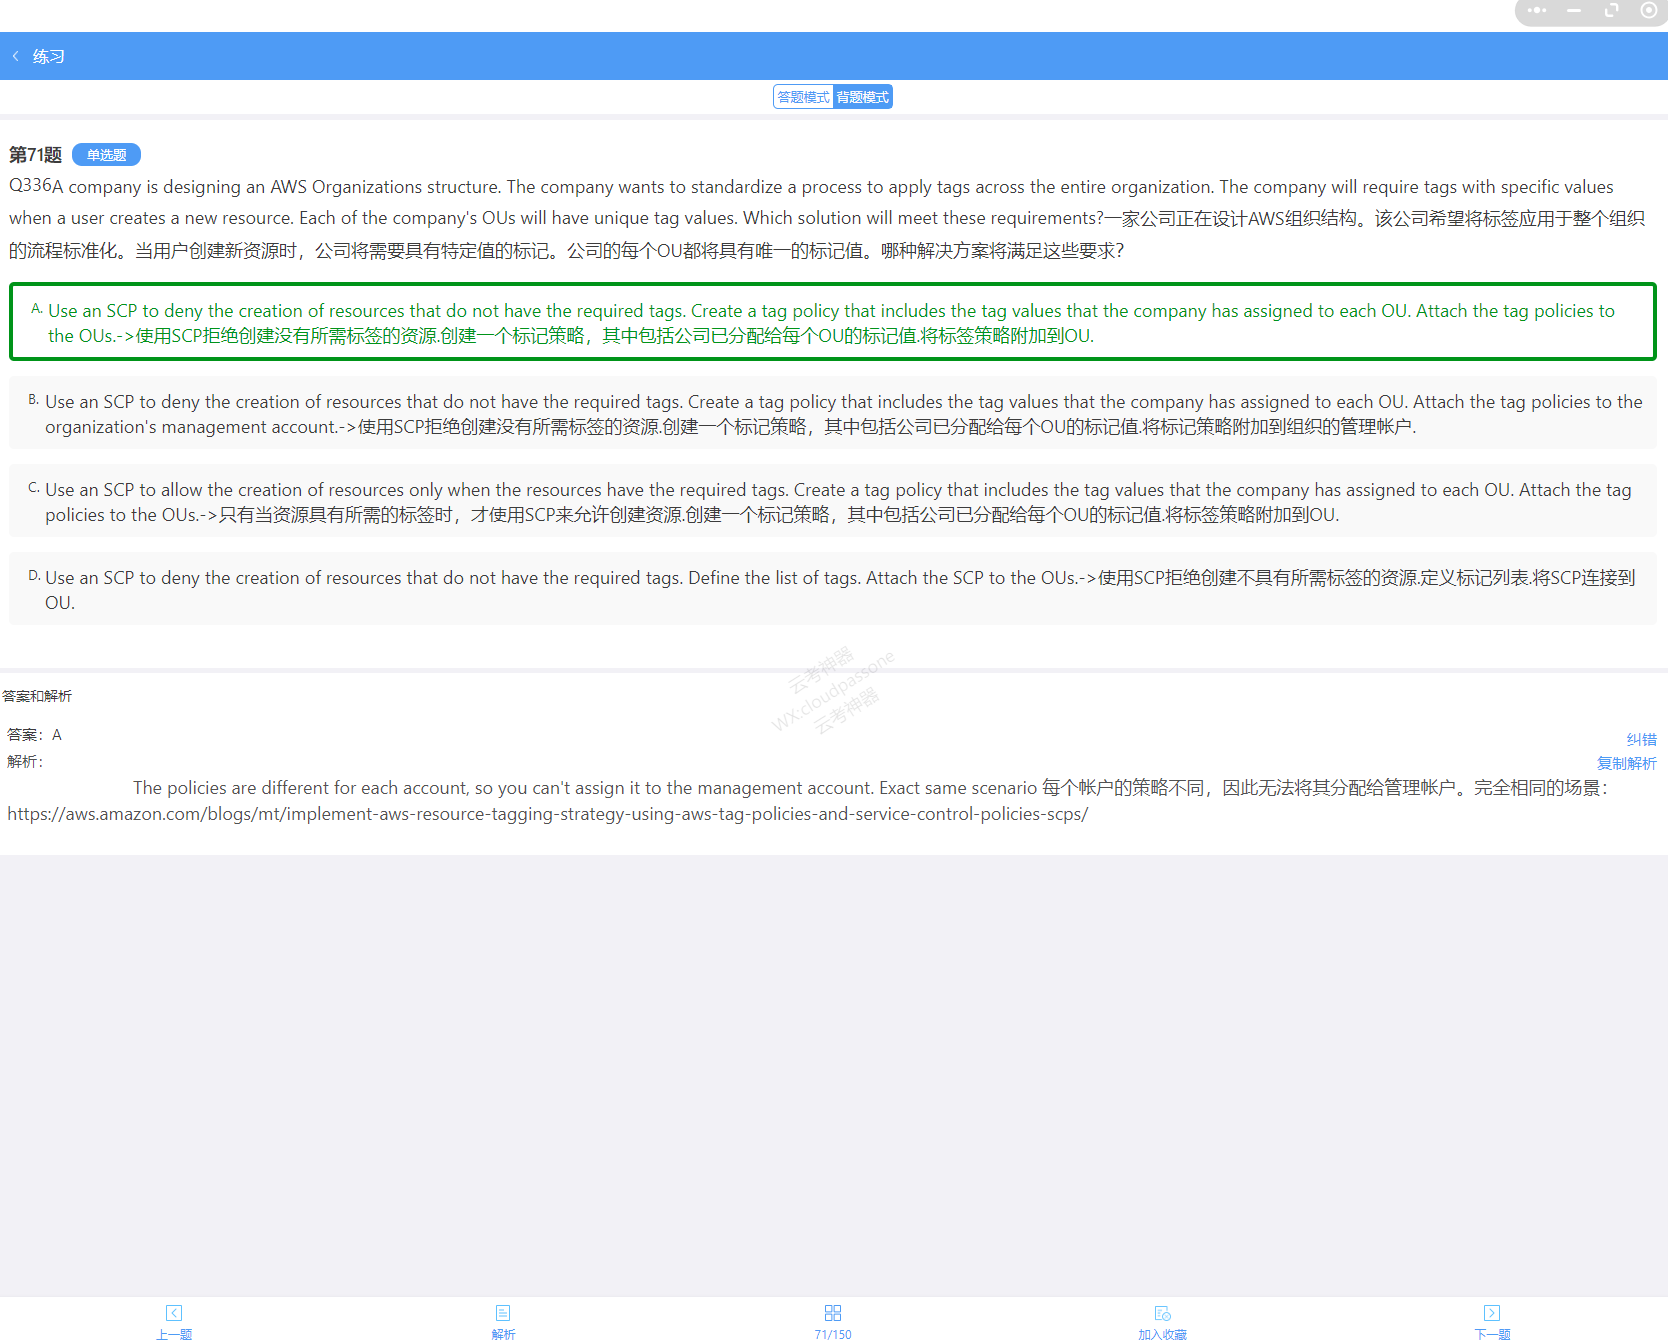 练习
答题模式 背题模式
第71题 单选题
Q336A company is designing an AWS Organizations structure. The company wants to standardize a process to apply tags across the entire organization. The company will require tags with specific values
when a user creates a new resource. Each of the company's OUs will have unique tag values. Which solution will meet these requirements?一家公司正在设计AWS组织结构。该公司希望将标签应用于整个组织
的流程标准化。当用户创建新资源时，公司将需要具有特定值的标记。公司的每个OU都将具有唯一的标记值。哪种解决方案将满足这些要求?
A. Use an SCP to deny the creation of resources that do not have the required tags. Create a tag policy that includes the tag values that the company has assigned to each OU. Attach the tag policies to
the OUs.->使用SCP拒绝创建没有所需标签的资源.创建一个标记策略，其中包括公司已分配给每个OU的标记值.将标签策略附加到OU.
B. Use an SCP to deny the creation of resources that do not have the required tags. Create a tag policy that includes the tag values that the company has assigned to each OU. Attach the tag policies to the
organization's management account.->使用SCP拒绝创建没有所需标签的资源.创建一个标记策略，其中包括公司已分配给每个OU的标记值.将标记策略附加到组织的管理帐户.
C. Use an SCP to allow the creation of resources only when the resources have the required tags. Create a tag policy that includes the tag values that the company has assigned to each OU. Attach the tag
policies to the OUs.->只有当资源具有所需的标签时，才使用SCP来允许创建资源.创建一个标记策略，其中包括公司已分配给每个OU的标记值.将标签策略附加到OU.
D. Use an SCP to deny the creation of resources that do not have the required tags. Define the list of tags. Attach the SCP to the OUs.->使用SCP拒绝创建不具有所需标签的资源.定义标记列表.将SCP连接到
OU.
云考神器
WX:cloudpassone
云考神器
答案和解析
答案：A
纠错
解析：
复制解析
The policies are different for each account, so you can't assign it to the management account. Exact same scenario 每个帐户的策略不同，因此无法将其分配给管理帐户。完全相同的场景：
https://aws.amazon.com/blogs/mt/implement-aws-resource-tagging-strategy-using-aws-tag-policies-and-service-control-policies-scps/
上一题 解析 71/150 加入收藏 下一题